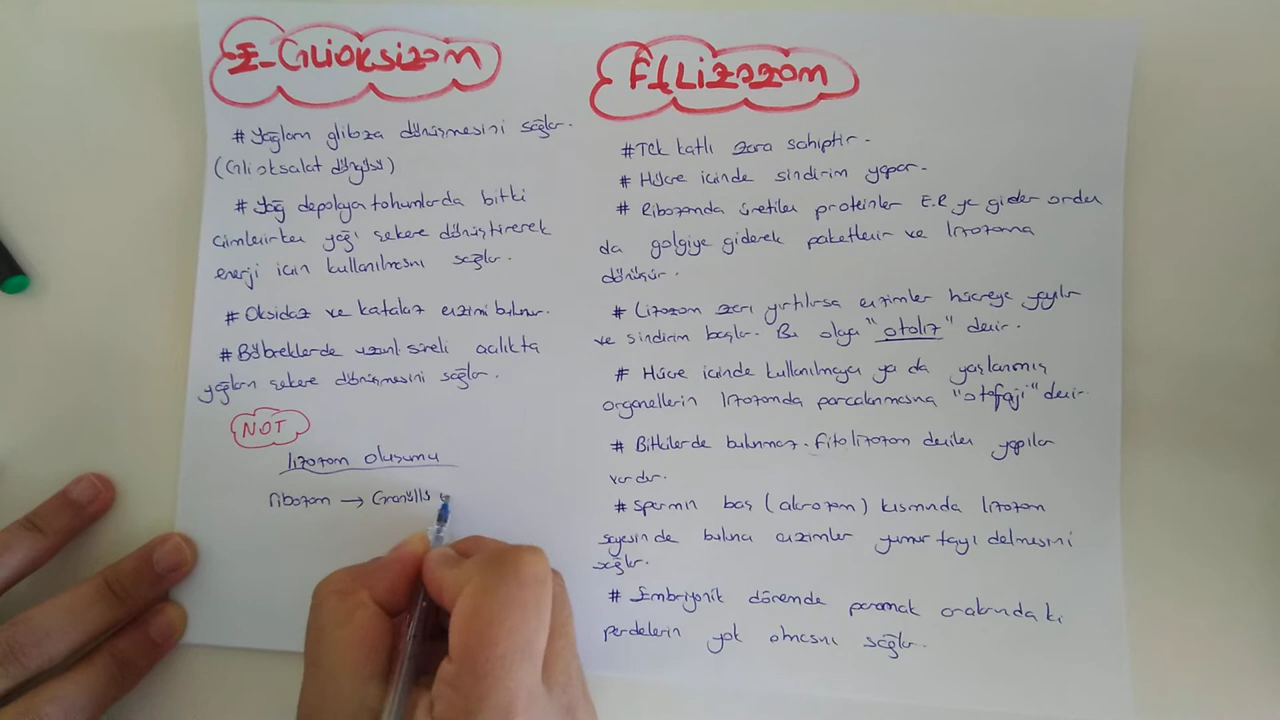 I-Glioksizom
# Yağların glikoza dönüşmesini sağlar.
(Glioksalat döngüsü)
# Yağ depolayan tohumlarda bitki
çimlenirken yağı şekere dönüştirerek
enerji için kullanılmasını sağlar.
# Oksidaz ve katalaz enzimi bulunur.
# Böbreklerde uzun süreli açlıkta
yağların şekere dönüşmesini sağlar.
NOT
lizozom oluşumu
Ribozom → Granüllü
Lizozom
# Tek katlı zara sahiptir.
# Hücre içinde sindirim yapar.
# Ribozomda üretilen proteinler E.R ye gider ordan
da golgiye giderek paketlenir ve lizozoma
dönüşür.
# Lizozom zarı yırtılırsa enzimler hücreye yayılır
ve sindirim başlar. Bu olaya "otoliz" denir.
# Hücre içinde kullanılmayan ya da yaşlanmış
organellerin lizozomda parçalanmasına "otofaji" denir.
# Bitkilerde bulunmaz. Fitolizozom denilen yapılar
vardır.
# Spermin baş (akrozom) kısmında lizozom
sayesinde bulunan enzimler yumurtayı delmesini
sağlar.
# Embriyonik dönemde parmak aralarında ki
perdelerin yok olmasını sağlar.